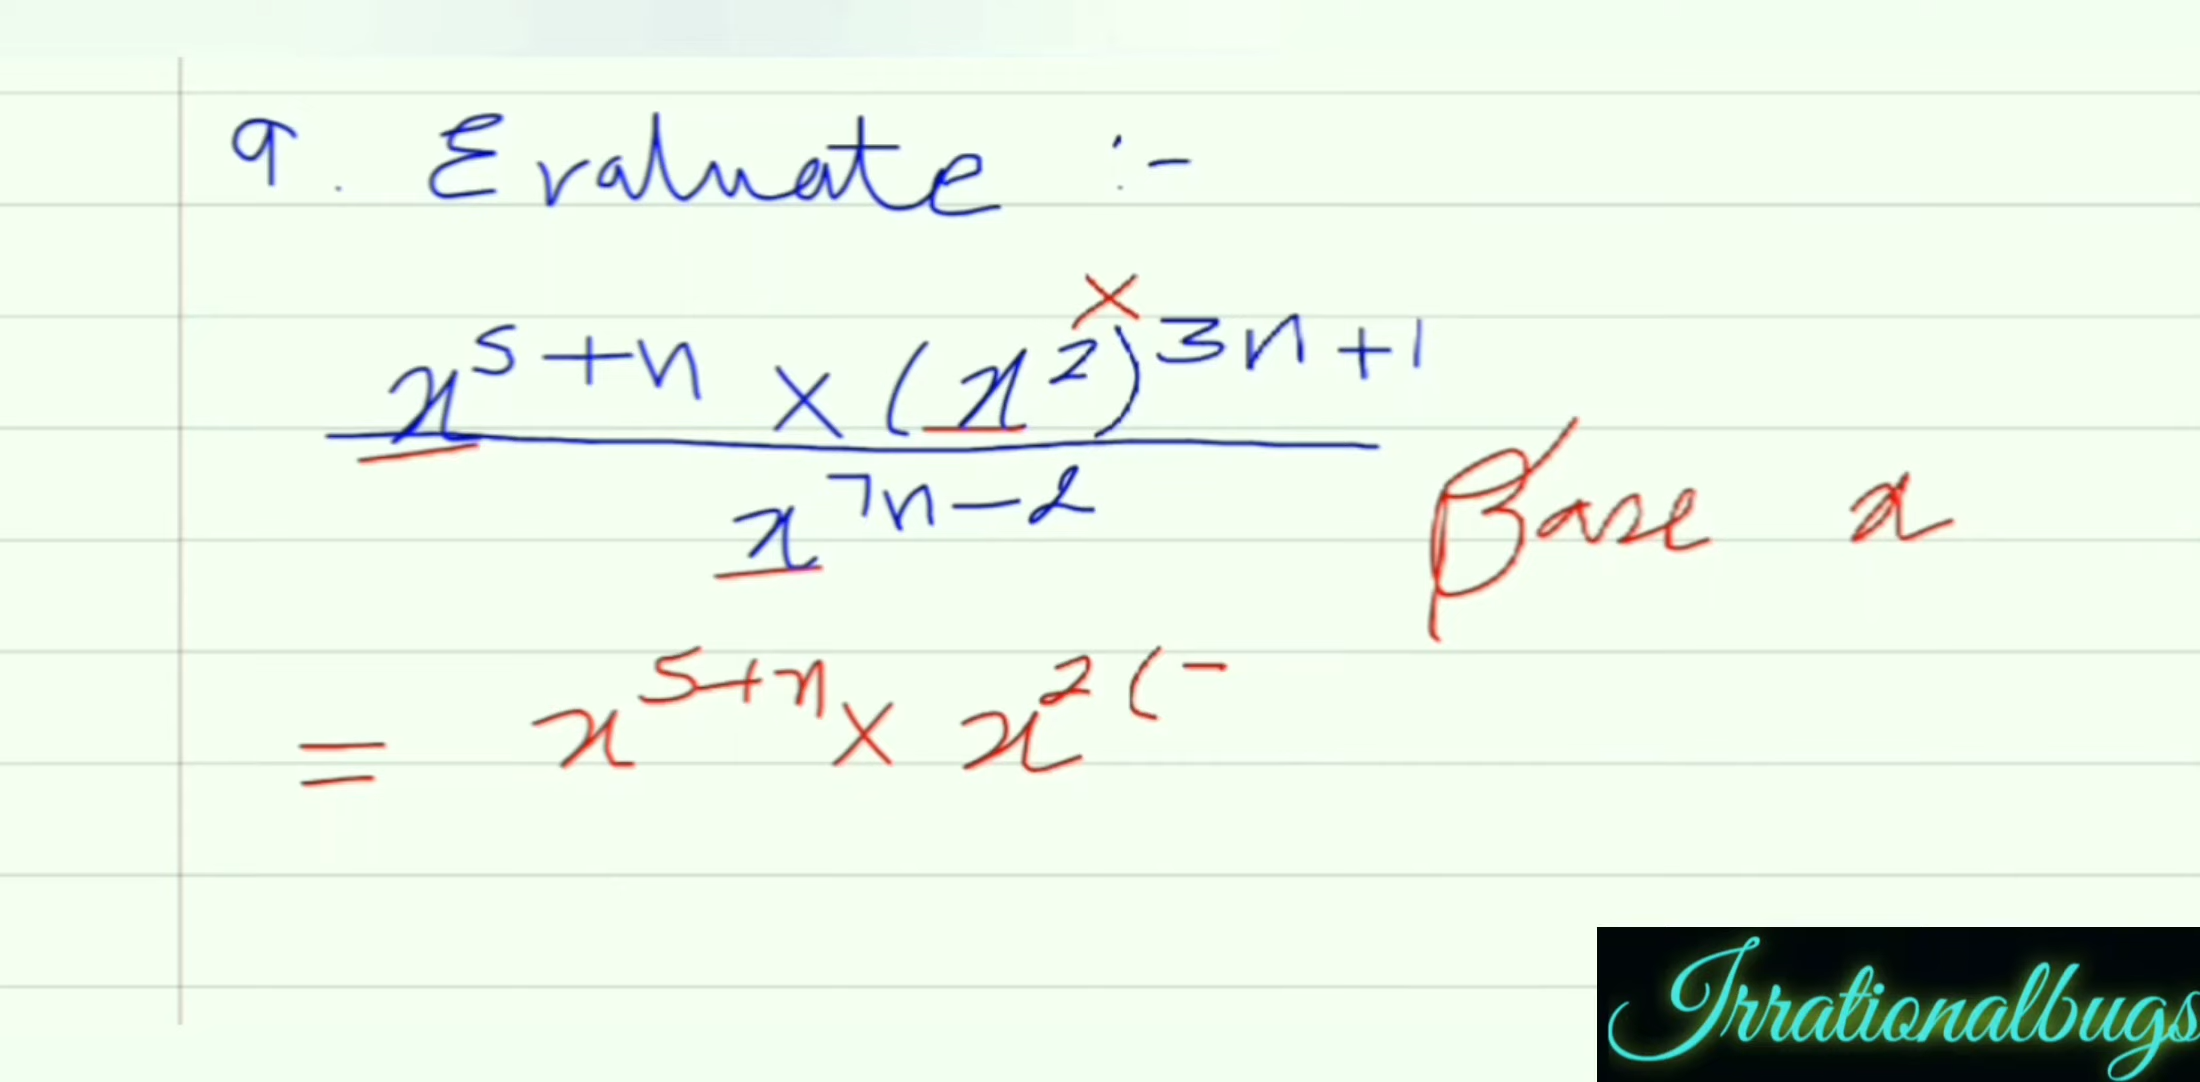 9. Evaluate :-
x^{5+n} × (x^2)^{3n+1}
×
x^{7n-2}
Base x
= x^{5+n} × x^{2(-
Irrationalbugs